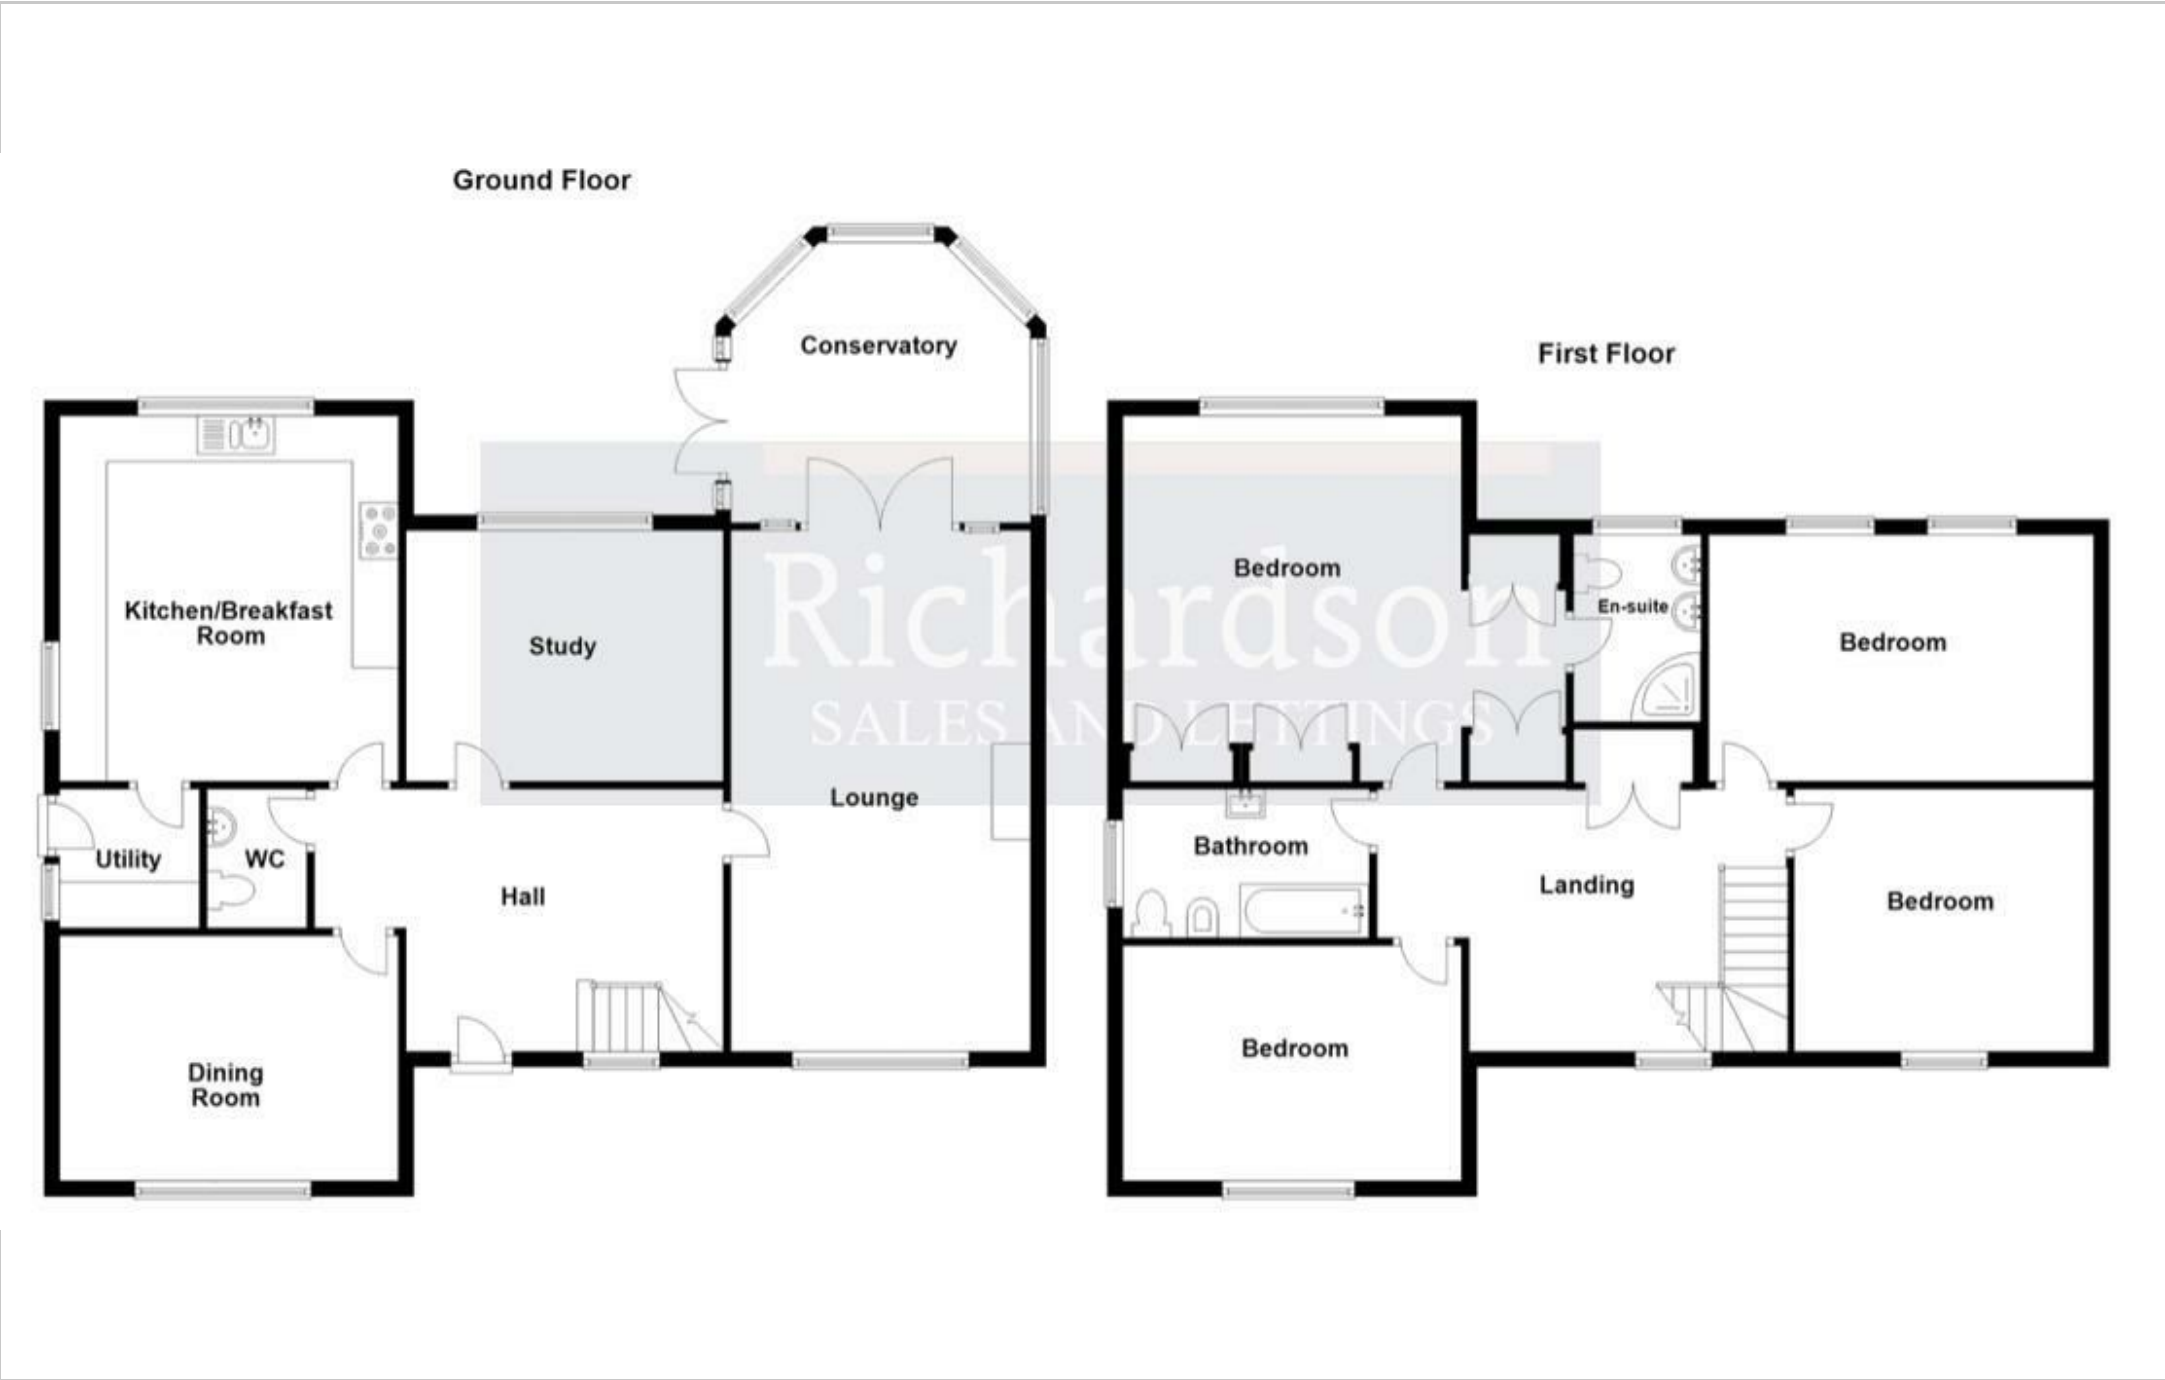 Ground Floor
Conservatory
First Floor
Kitchen/Breakfast
Room
Study
Bedroom
En-suite
Bedroom
Richardson
SALES AND LETTINGS
Lounge
Utility
WC
Hall
Bathroom
Landing
Bedroom
Dining
Room
Bedroom